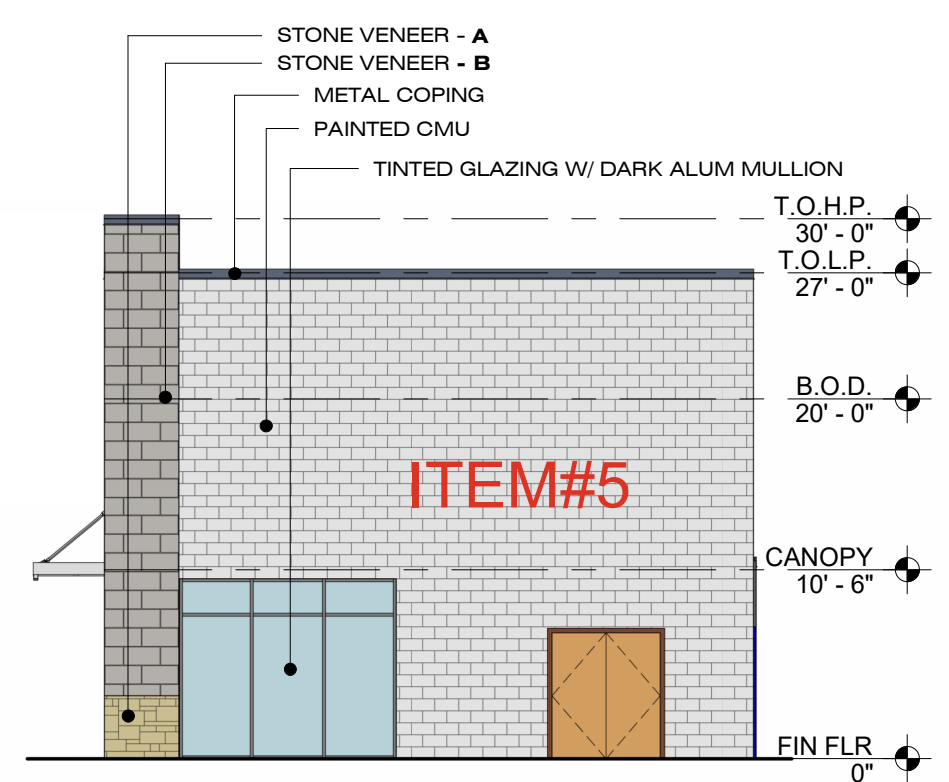 STONE VENEER - A
STONE VENEER - B
METAL COPING
PAINTED CMU
TINTED GLAZING W/ DARK ALUM MULLION
T.O.H.P.
30' - 0"
T.O.L.P.
27' - 0"
B.O.D.
20' - 0"
ITEM#5
CANOPY
10' - 6"
FIN FLR
0"